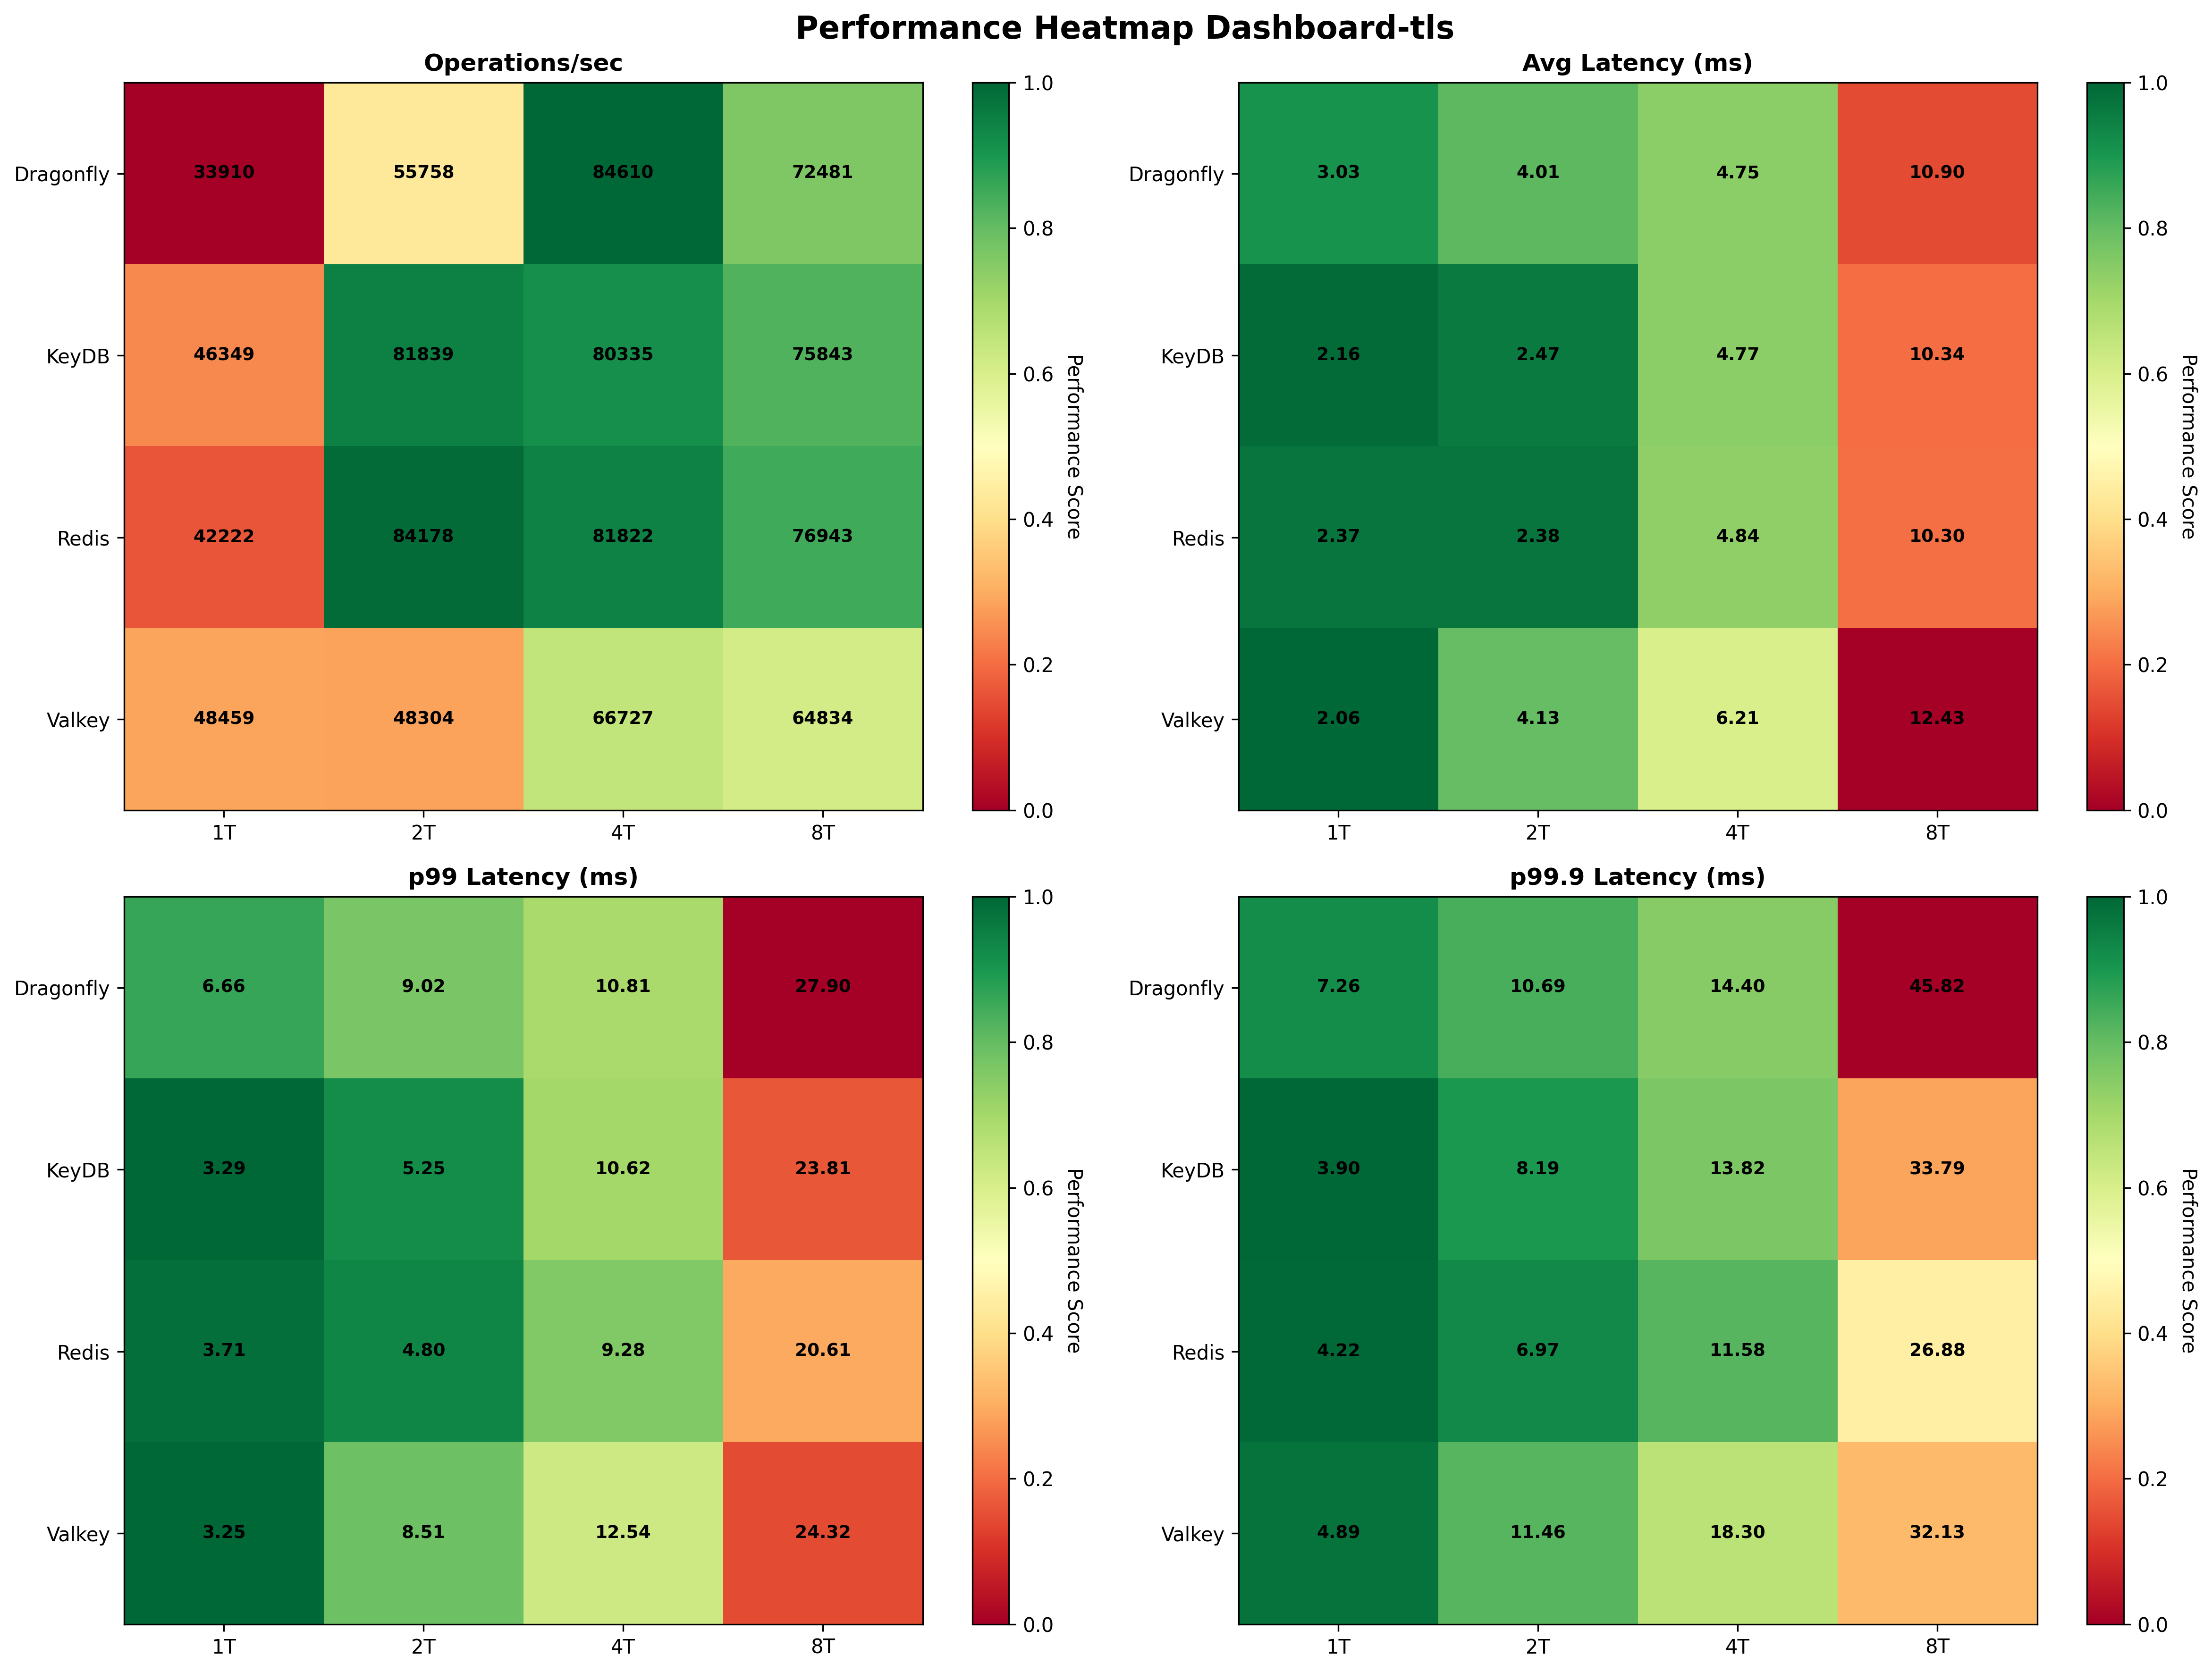 Performance Heatmap Dashboard-tls
Operations/sec
Dragonfly 33910 55758 84610 72481
KeyDB 46349 81839 80335 75843
Redis 42222 84178 81822 76943
Valkey 48459 48304 66727 64834
1T 2T 4T 8T
1.0
0.8
0.6
0.4
0.2
0.0
Performance Score
Avg Latency (ms)
Dragonfly 3.03 4.01 4.75 10.90
KeyDB 2.16 2.47 4.77 10.34
Redis 2.37 2.38 4.84 10.30
Valkey 2.06 4.13 6.21 12.43
1T 2T 4T 8T
1.0
0.8
0.6
0.4
0.2
0.0
Performance Score
p99 Latency (ms)
Dragonfly 6.66 9.02 10.81 27.90
KeyDB 3.29 5.25 10.62 23.81
Redis 3.71 4.80 9.28 20.61
Valkey 3.25 8.51 12.54 24.32
1T 2T 4T 8T
1.0
0.8
0.6
0.4
0.2
0.0
Performance Score
p99.9 Latency (ms)
Dragonfly 7.26 10.69 14.40 45.82
KeyDB 3.90 8.19 13.82 33.79
Redis 4.22 6.97 11.58 26.88
Valkey 4.89 11.46 18.30 32.13
1T 2T 4T 8T
1.0
0.8
0.6
0.4
0.2
0.0
Performance Score